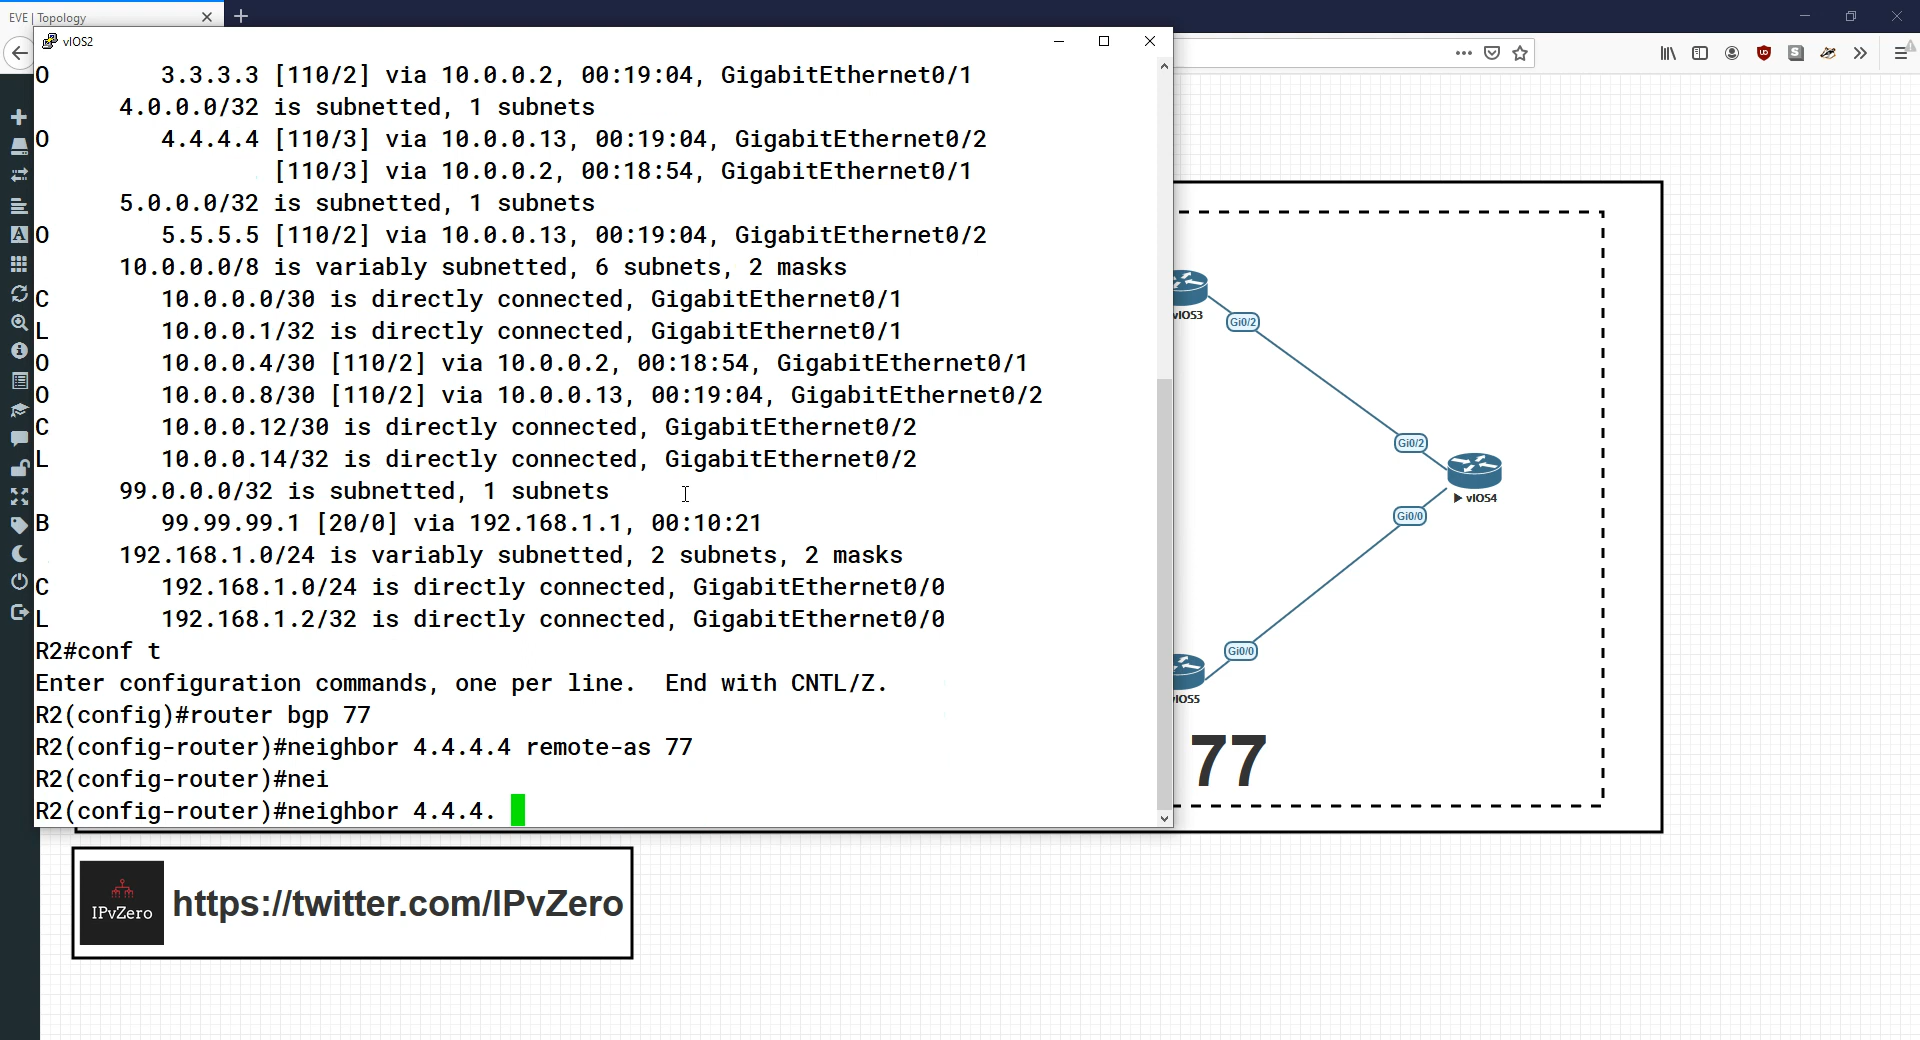 EVE | Topology
vIOS2
O        3.3.3.3 [110/2] via 10.0.0.2, 00:19:04, GigabitEthernet0/1
4.0.0.0/32 is subnetted, 1 subnets
O        4.4.4.4 [110/3] via 10.0.0.13, 00:19:04, GigabitEthernet0/2
[110/3] via 10.0.0.2, 00:18:54, GigabitEthernet0/1
5.0.0.0/32 is subnetted, 1 subnets
O        5.5.5.5 [110/2] via 10.0.0.13, 00:19:04, GigabitEthernet0/2
10.0.0.0/8 is variably subnetted, 6 subnets, 2 masks
C        10.0.0.0/30 is directly connected, GigabitEthernet0/1
L        10.0.0.1/32 is directly connected, GigabitEthernet0/1
O        10.0.0.4/30 [110/2] via 10.0.0.2, 00:18:54, GigabitEthernet0/1
O        10.0.0.8/30 [110/2] via 10.0.0.13, 00:19:04, GigabitEthernet0/2
C        10.0.0.12/30 is directly connected, GigabitEthernet0/2
L        10.0.0.14/32 is directly connected, GigabitEthernet0/2
99.0.0.0/32 is subnetted, 1 subnets
B        99.99.99.1 [20/0] via 192.168.1.1, 00:10:21
192.168.1.0/24 is variably subnetted, 2 subnets, 2 masks
C        192.168.1.0/24 is directly connected, GigabitEthernet0/0
L        192.168.1.2/32 is directly connected, GigabitEthernet0/0
R2#conf t
Enter configuration commands, one per line.  End with CNTL/Z.
R2(config)#router bgp 77
R2(config-router)#neighbor 4.4.4.4 remote-as 77
R2(config-router)#nei
R2(config-router)#neighbor 4.4.4.
vIOS3
Gi0/2
Gi0/2
vIOS4
Gi0/0
Gi0/0
IOS5
77
IPvZero
https://twitter.com/IPvZero